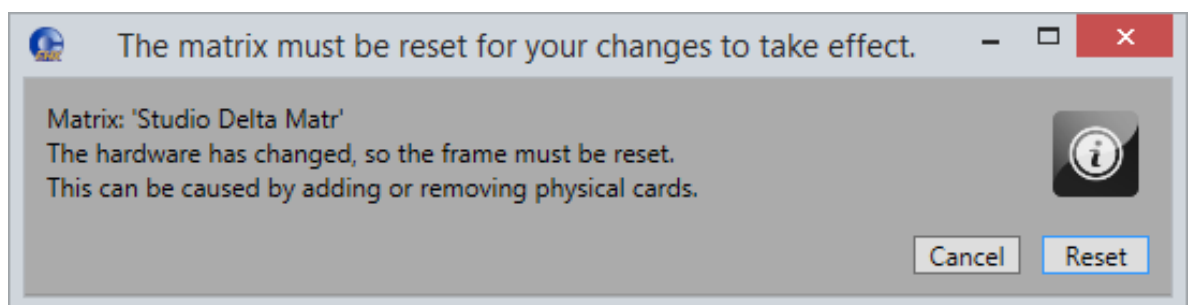 The matrix must be reset for your changes to take effect.
Matrix: 'Studio Delta Matr'
The hardware has changed, so the frame must be reset.
This can be caused by adding or removing physical cards.
Cancel
Reset